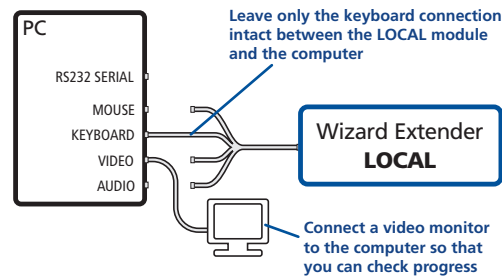 Leave only the keyboard connection
intact between the LOCAL module
and the computer
PC
RS232 SERIAL
MOUSE
KEYBOARD
VIDEO
AUDIO
Wizard Extender
LOCAL
Connect a video monitor
to the computer so that
you can check progress